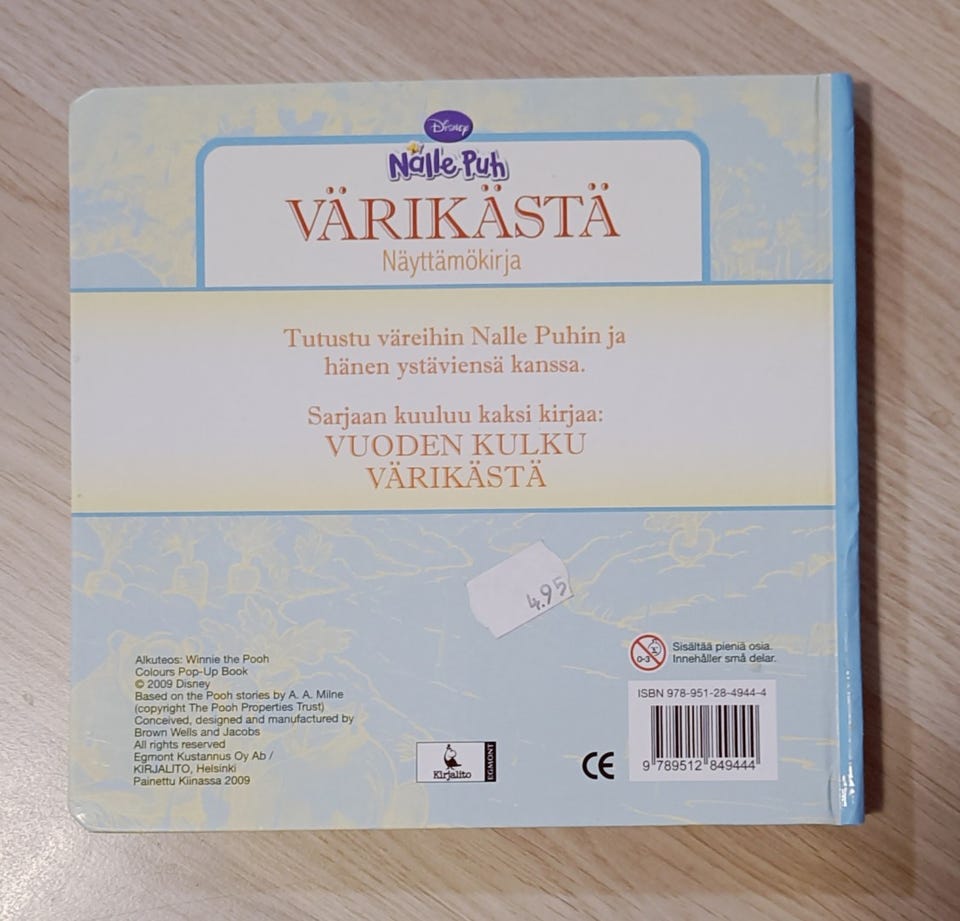 Disney
Nalle Puh
VÄRIKÄSTÄ
Näyttämökirja
Tutustu väreihin Nalle Puhin ja
hänen ystäviensä kanssa.
Sarjaan kuuluu kaksi kirjaa:
VUODEN KULKU
VÄRIKÄSTÄ
4.95
Alkuteos: Winnie the Pooh
Colours Pop-Up Book
© 2009 Disney
Based on the Pooh stories by A. A. Milne
(copyright The Pooh Properties Trust)
Conceived, designed and manufactured by
Brown Wells and Jacobs
All rights reserved
Egmont Kustannus Oy Ab /
KIRJALITO, Helsinki
Painettu Kiinassa 2009
Kirjalito
EGMONT
CE
0-3
Sisältää pieniä osia.
Innehåller små delar.
ISBN 978-951-28-4944-4
9 789512 849444